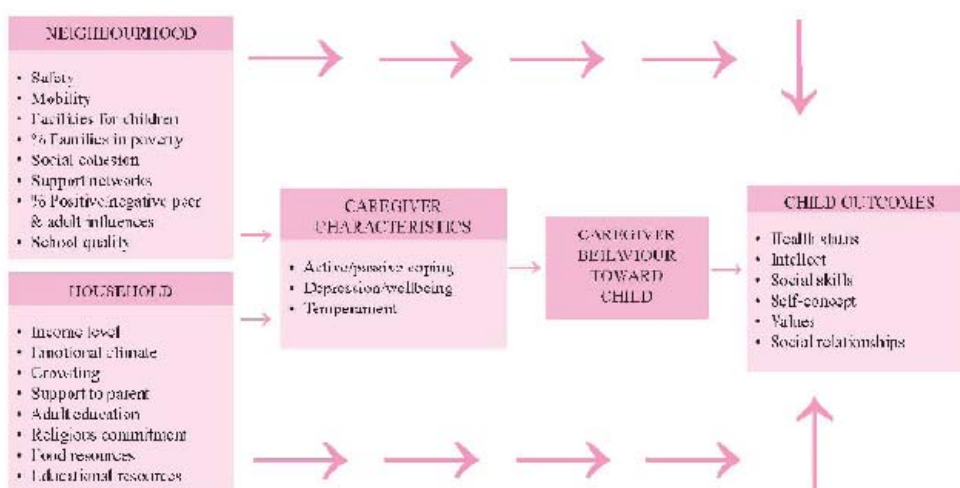 NEIGHBOURHOOD
• Safety
• Mobility
• Facilities for children
• % Families in poverty
• Social cohesion
• Support networks
• % Positive/negative peer
& adult influences
• School quality
HOUSEHOLD
• Income level
• Emotional climate
• Crowding
• Support to parent
• Adult education
• Religious commitment
• Food resources
• Educational resources
CAREGIVER
CHARACTERISTICS
• Active/passive coping
• Depression/wellbeing
• Temperament
CAREGIVER
BEHAVIOUR
TOWARD
CHILD
CHILD OUTCOMES
• Health status
• Intellect
• Social skills
• Self-concept
• Values
• Social relationships